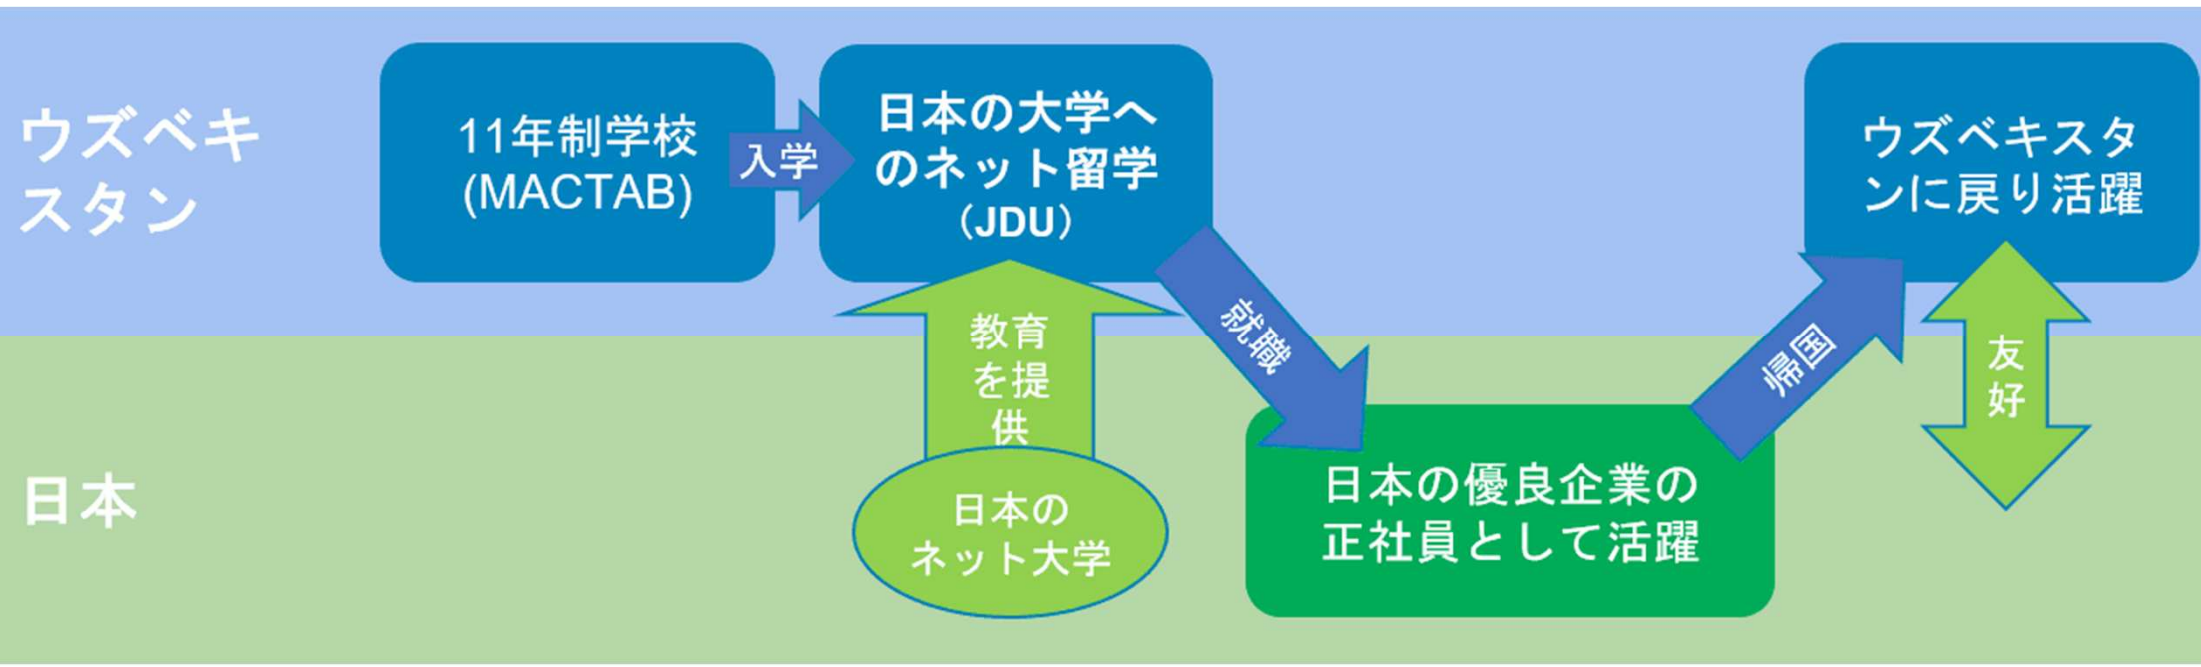 ウズベキ
スタン
11年制学校
(MACTAB)
入学
日本の大学へ
のネット留学
（JDU）
就職
教育
を提
供
日本の
ネット大学
日本
日本の優良企業の
正社員として活躍
帰国
ウズベキスタ
ンに戻り活躍
友
好